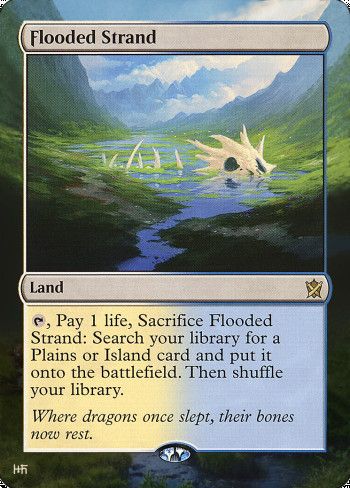 Flooded Strand
Land
, Pay 1 life, Sacrifice Flooded
Strand: Search your library for a
Plains or Island card and put it
onto the battlefield. Then shuffle
your library.
Where dragons once slept, their bones
now rest.